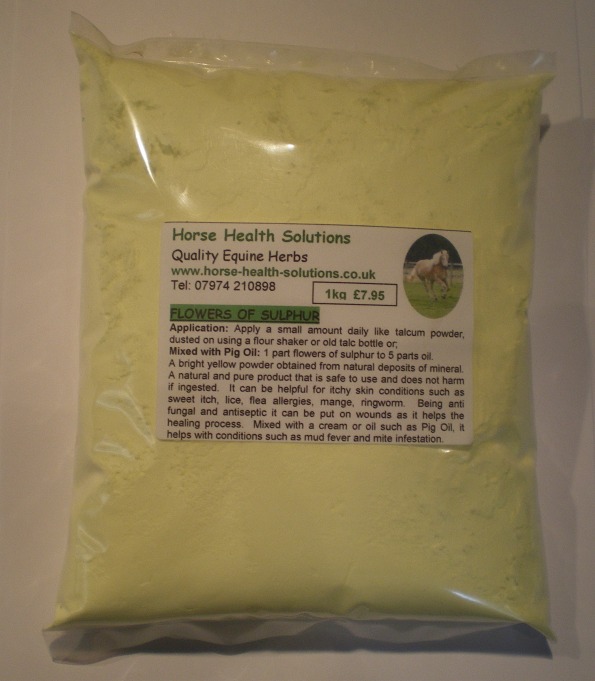 Horse Health Solutions
Quality Equine Herbs
www.horse-health-solutions.co.uk
Tel: 07974 210898
1kg £7.95
FLOWERS OF SULPHUR
Application: Apply a small amount daily like talcum powder,
dusted on using a flour shaker or old talc bottle or;
Mixed with Pig Oil: 1 part flowers of sulphur to 5 parts oil.
A bright yellow powder obtained from natural deposits of mineral.
A natural and pure product that is safe to use and does not harm
if ingested. It can be helpful for itchy skin conditions such as
sweet itch, lice, flea allergies, mange, ringworm. Being anti
fungal and antiseptic it can be put on wounds as it helps the
healing process. Mixed with a cream or oil such as Pig Oil, it
helps with conditions such as mud fever and mite infestation.